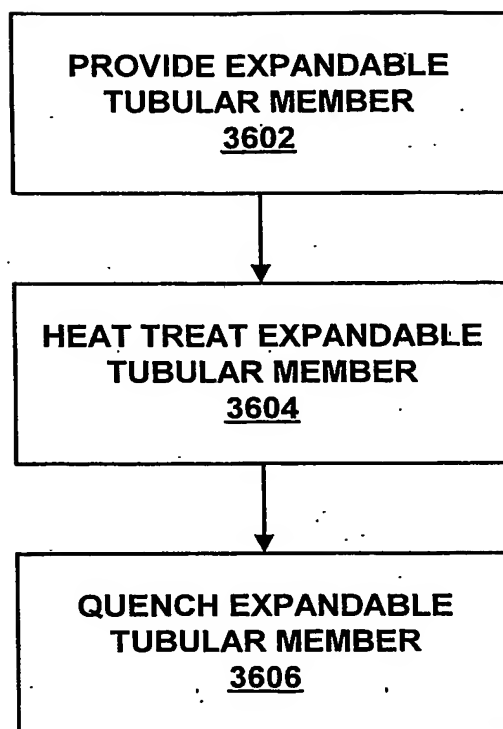 PROVIDE EXPANDABLE
TUBULAR MEMBER
3602
HEAT TREAT EXPANDABLE
TUBULAR MEMBER
3604
QUENCH EXPANDABLE
TUBULAR MEMBER
3606